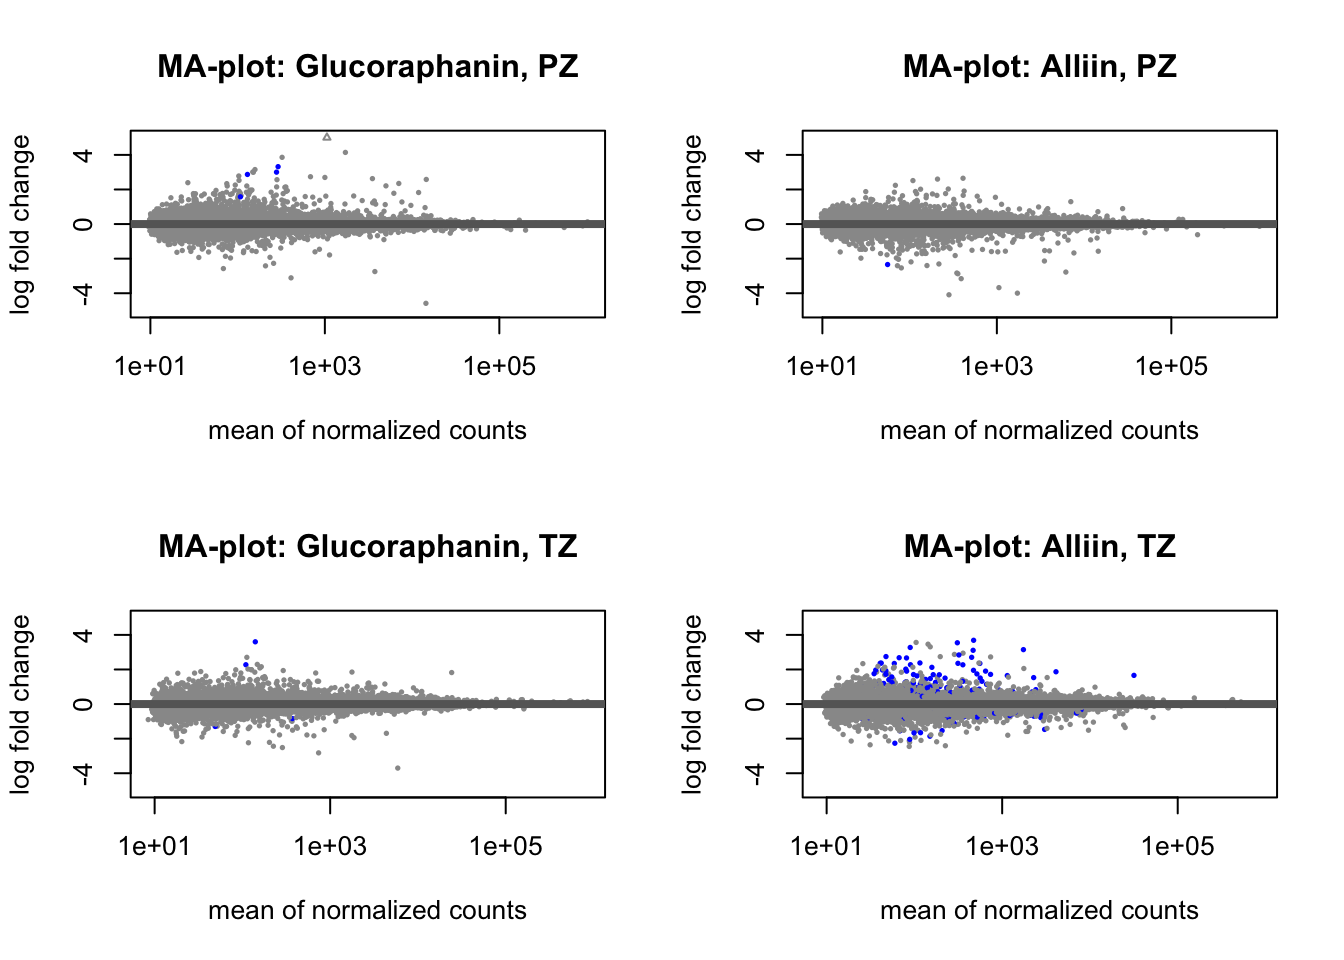 MA-plot: Glucoraphanin, PZ
log fold change
4
0
-4
1e+01 1e+03 1e+05
mean of normalized counts
MA-plot: Alliin, PZ
log fold change
4
0
-4
1e+01 1e+03 1e+05
mean of normalized counts
MA-plot: Glucoraphanin, TZ
log fold change
4
0
-4
1e+01 1e+03 1e+05
mean of normalized counts
MA-plot: Alliin, TZ
log fold change
4
0
-4
1e+01 1e+03 1e+05
mean of normalized counts